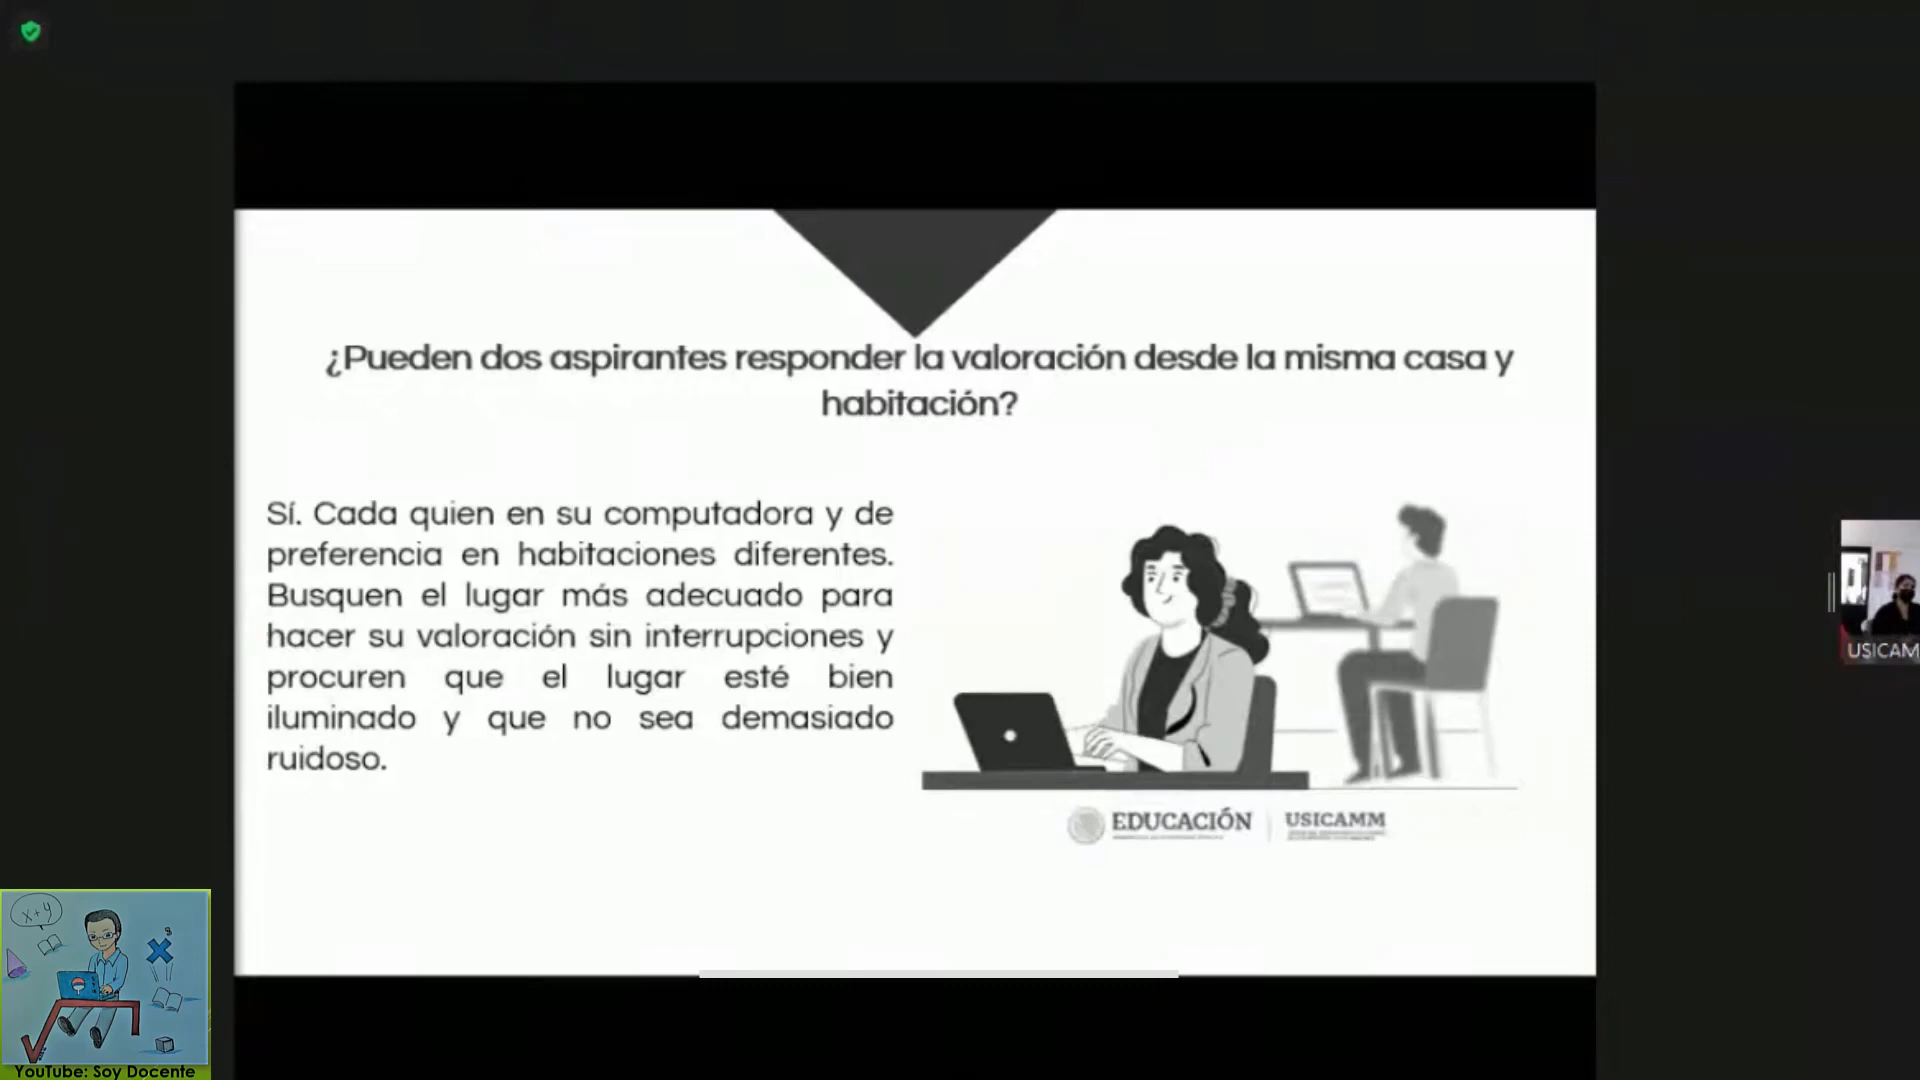 ¿Pueden dos aspirantes responder la valoración desde la misma casa y
habitación?
Sí. Cada quien en su computadora y de
preferencia en habitaciones diferentes.
Busquen el lugar más adecuado para
hacer su valoración sin interrupciones y
procuren que el lugar esté bien
iluminado y que no sea demasiado
ruidoso.
EDUCACIÓN
USICAMM
USICAM
x+y
YouTube: Soy Docente